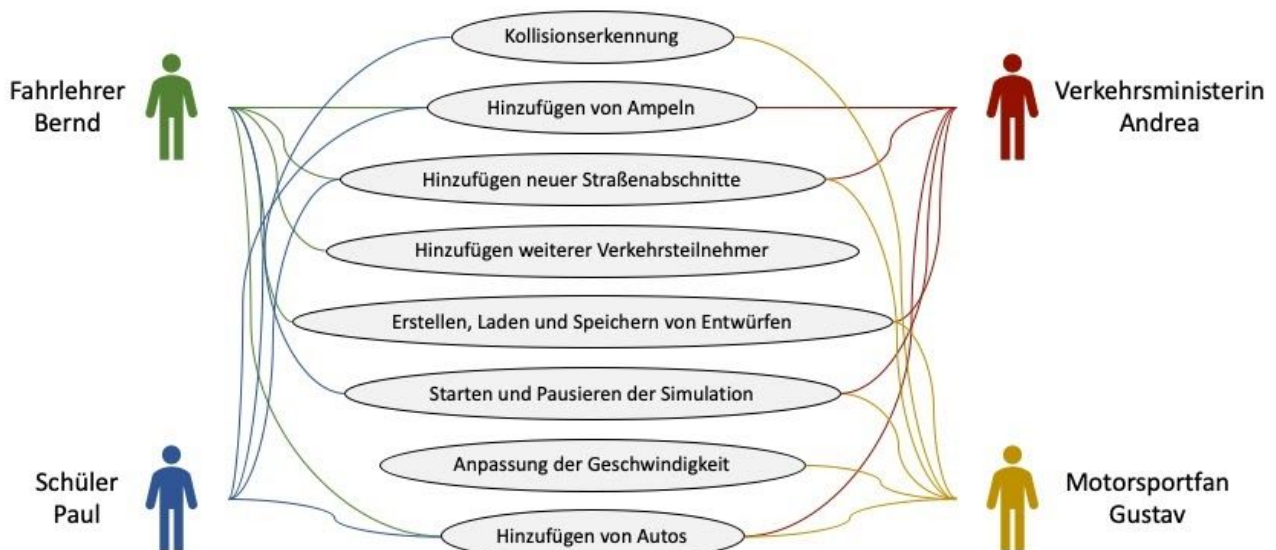 Kollisionserkennung
Fahrlehrer
Bernd
Hinzufügen von Ampeln
Verkehrsministerin
Andrea
Hinzufügen neuer Straßenabschnitte
Hinzufügen weiterer Verkehrsteilnehmer
Erstellen, Laden und Speichern von Entwürfen
Starten und Pausieren der Simulation
Anpassung der Geschwindigkeit
Schüler
Paul
Motorsportfan
Gustav
Hinzufügen von Autos